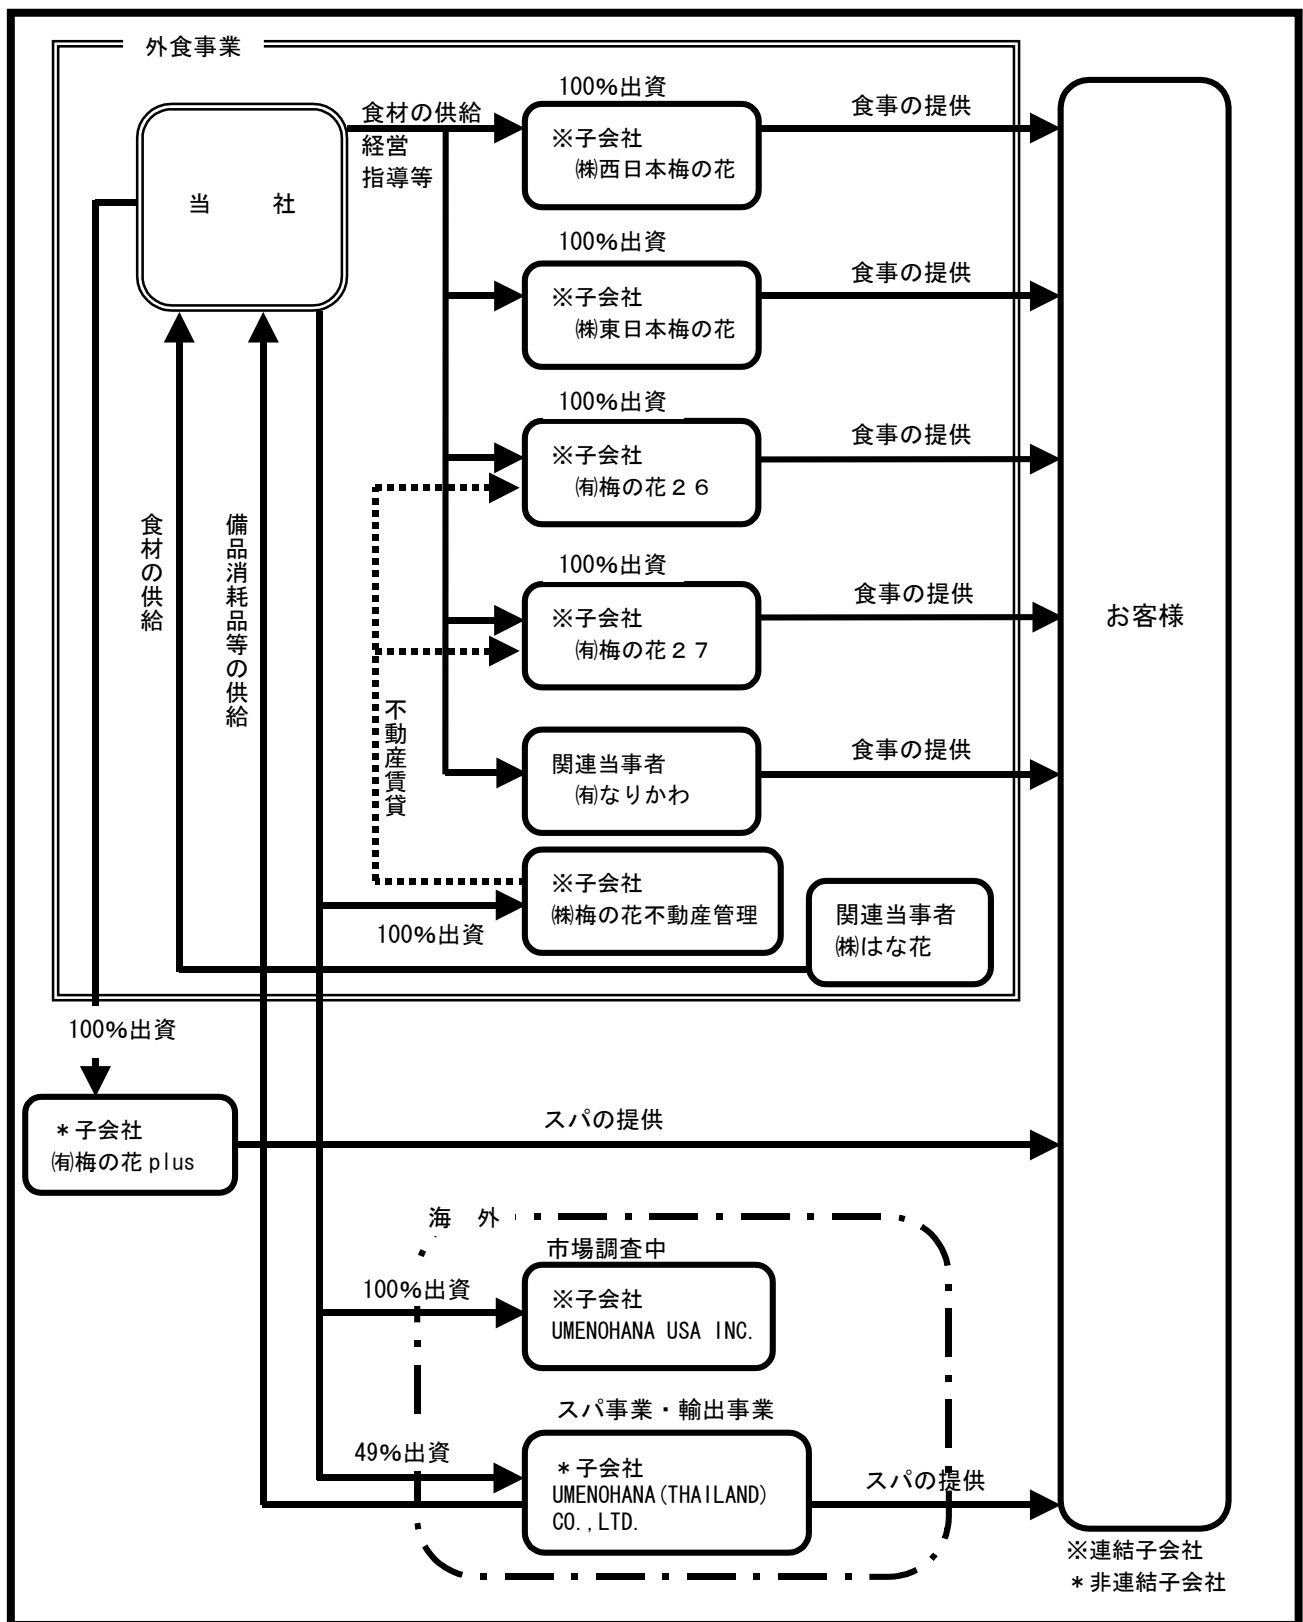 外食事業
当　　社
食材の供給
経営
指導等
100%出資
※子会社
㈱西日本梅の花
食事の提供
100%出資
※子会社
㈱東日本梅の花
食事の提供
100%出資
※子会社
㈲梅の花２６
食事の提供
100%出資
※子会社
㈲梅の花２７
食事の提供
関連当事者
㈲なりかわ
食事の提供
お客様
食材の供給
備品消耗品等の供給
不動産賃貸
※子会社
㈱梅の花不動産管理
100%出資
関連当事者
㈱はな花
100%出資
＊子会社
㈲梅の花 plus
スパの提供
海　外
市場調査中
100%出資
※子会社
UMENOHANA USA INC.
スパ事業・輸出事業
49%出資
＊子会社
UMENOHANA(THAILAND)
CO.,LTD.
スパの提供
※連結子会社
＊非連結子会社